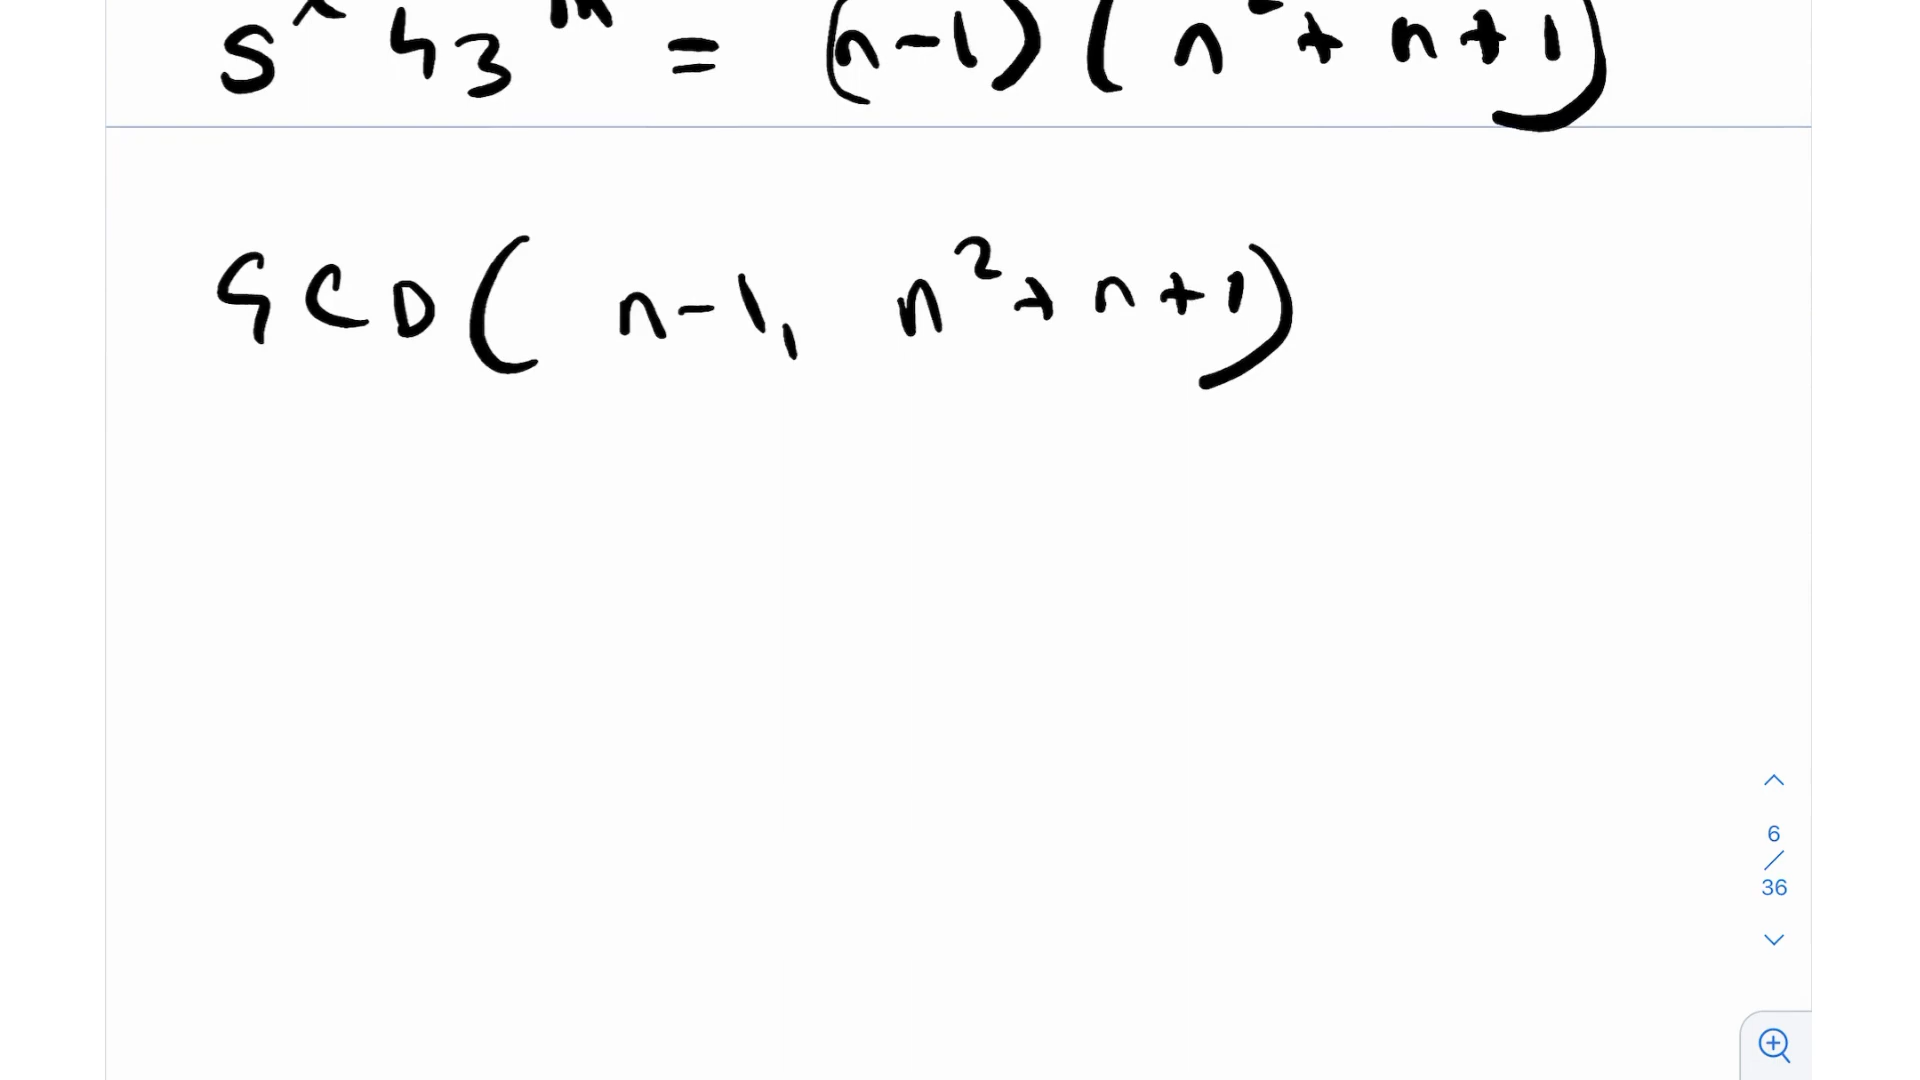 5^x 43^m = (n-1)(n^2+n+1)
GCD(n-1, n^2+n+1)
6
/
36